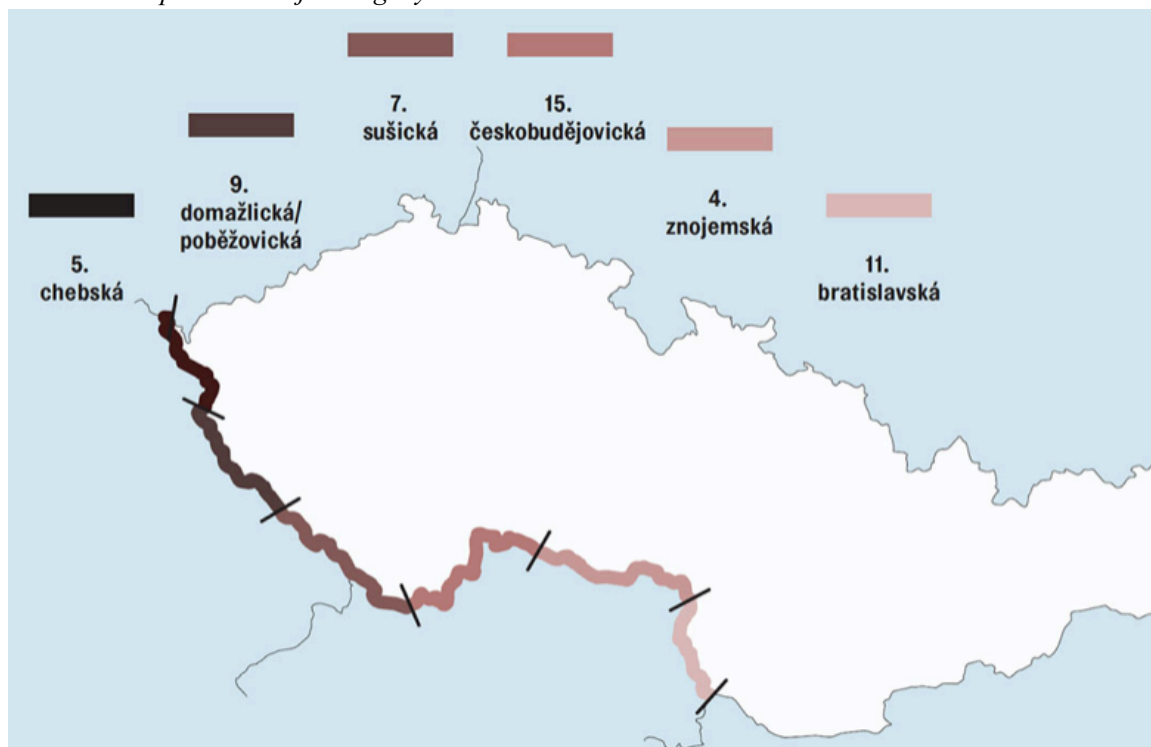 5.
chebská
9.
domažlická/
poběžovická
7.
sušická
15.
českobudějovická
4.
znojemská
11.
bratislavská